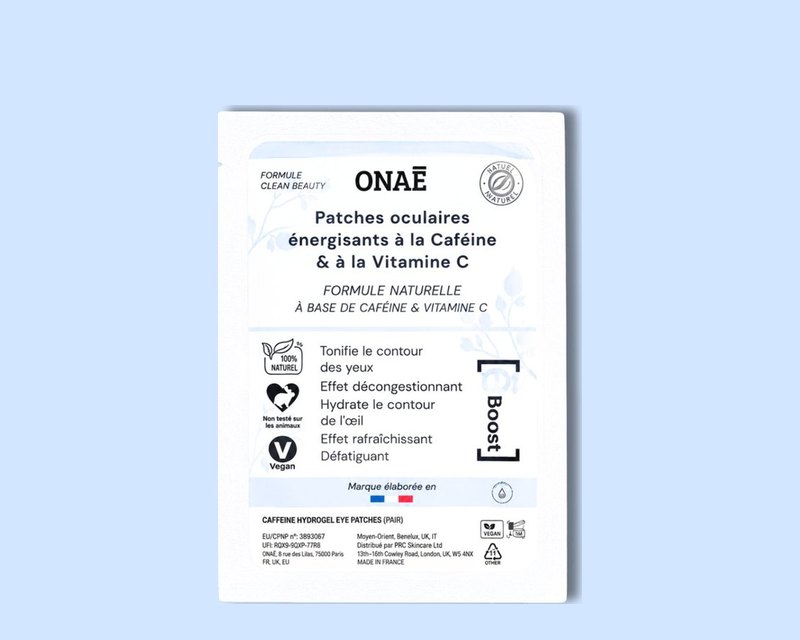 FORMULE
CLEAN BEAUTY
ONAĒ
NATUREL
NATUREL
Patches oculaires
énergisants à la Caféine
& à la Vitamine C
FORMULE NATURELLE
À BASE DE CAFÉINE & VITAMINE C
100%
NATUREL
Non testé sur
les animaux
V
Vegan
Tonifie le contour
des yeux
Effet décongestionnant
Hydrate le contour
de l'œil
Effet rafraîchissant
Défatiguant
[Boost]
Marque élaborée en
CAFFEINE HYDROGEL EYE PATCHES (PAIR)
EU/CPNP n°: 3893067
UFI: RQX9-9QXP-77R8
ONAĒ, 8 rue des Lilas, 75000 Paris
FR, UK, EU
Moyen-Orient, Benelux, UK, IT
Distribué par PRC Skincare Ltd
13th-16th Cowley Road, London, UK, W5 4NX
MADE IN FRANCE
VEGAN
11
OTHER